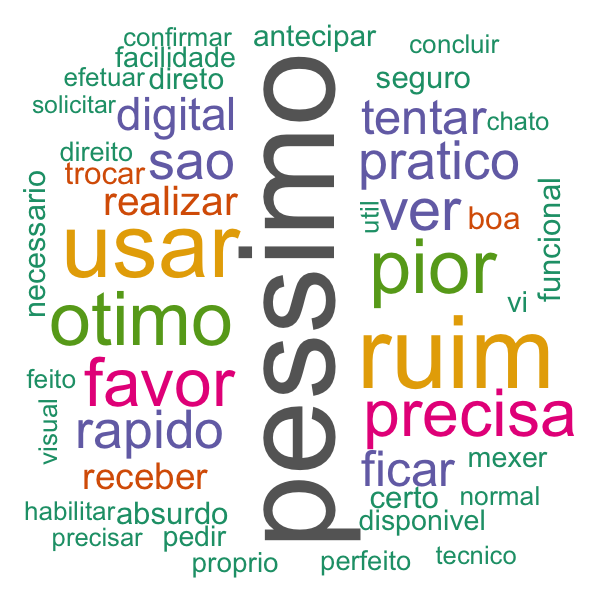 confirmar
antecipar
concluir
facilidade
efetuar
direto
seguro
solicitar
digital
tentar
chato
direito
sao
pratico
trocar
realizar
necessario
util
ver
boa
funcional
usar
pessimo
pior
vi
otimo
ruim
feito
favor
precisa
visual
rapido
receber
ficar
mexer
certo
normal
habilitar
absurdo
disponivel
precisar
pedir
proprio
perfeito
tecnico